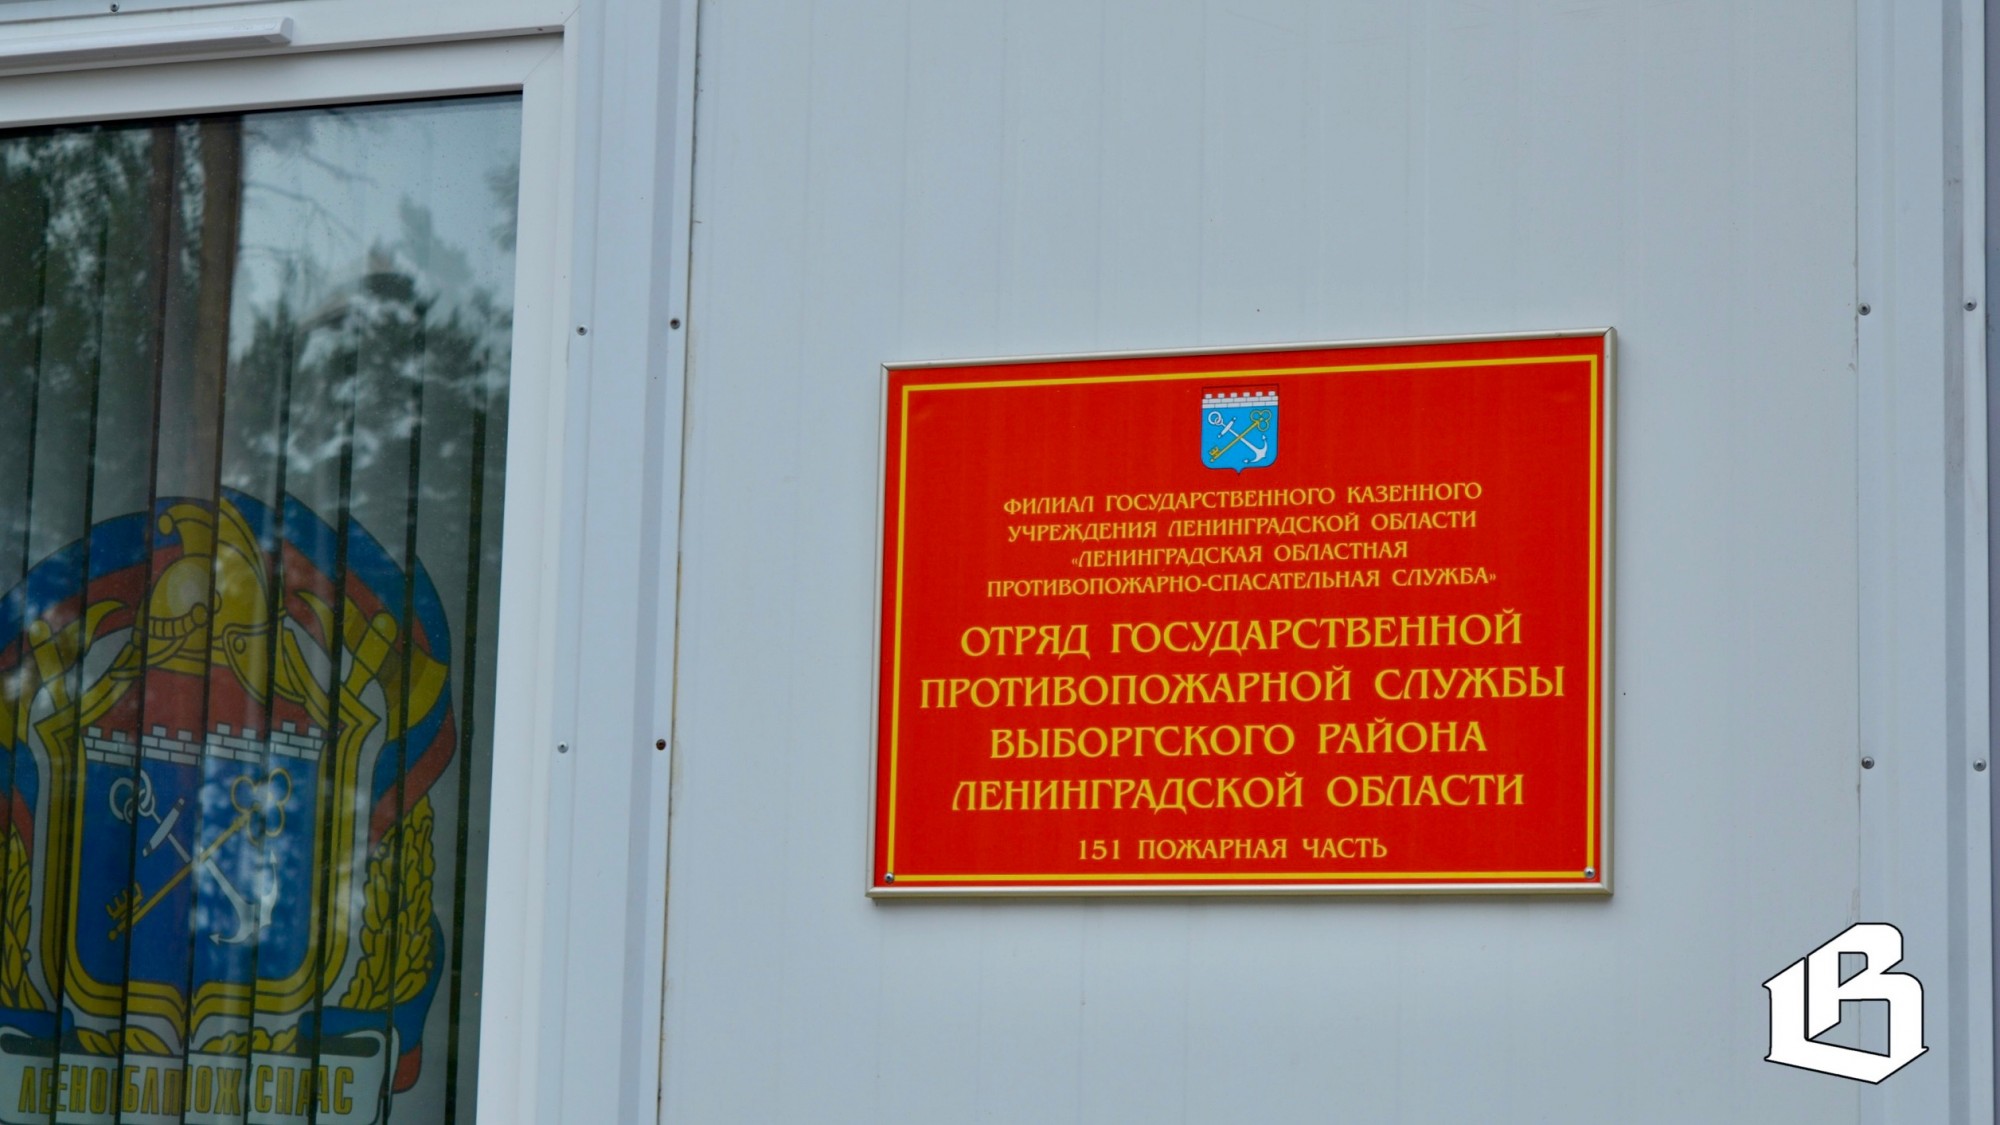 ФИЛИАЛ ГОСУДАРСТВЕННОГО КАЗЕННОГО
УЧРЕЖДЕНИЯ ЛЕНИНГРАДСКОЙ ОБЛАСТИ
«ЛЕНИНГРАДСКАЯ ОБЛАСТНАЯ
ПРОТИВОПОЖАРНО-СПАСАТЕЛЬНАЯ СЛУЖБА»
ОТРЯД ГОСУДАРСТВЕННОЙ
ПРОТИВОПОЖАРНОЙ СЛУЖБЫ
ВЫБОРГСКОГО РАЙОНА
ЛЕНИНГРАДСКОЙ ОБЛАСТИ
151 ПОЖАРНАЯ ЧАСТЬ
В